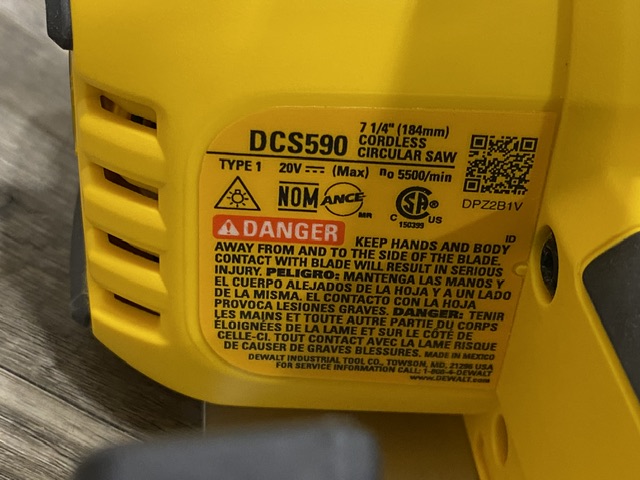 DCS590 7 1/4" (184mm)
CORDLESS
CIRCULAR SAW
TYPE 1 20V (Max) no 5500/min
DPZ2B1V
NOM ANCE MR
C SA US
150399
DANGER KEEP HANDS AND BODY
ID
AWAY FROM AND TO THE SIDE OF THE BLADE.
CONTACT WITH BLADE WILL RESULT IN SERIOUS
INJURY. PELIGRO: MANTENGA LAS MANOS Y
EL CUERPO ALEJADOS DE LA HOJA Y A UN LADO
DE LA MISMA. EL CONTACTO CON LA HOJA
PROVOCA LESIONES GRAVES. DANGER: TENIR
LES MAINS ET TOUTE AUTRE PARTIE DU CORPS
ÉLOIGNÉES DE LA LAME ET SUR LE CÔTÉ DE
CELLE-CI. TOUT CONTACT AVEC LA LAME RISQUE
DE CAUSER DE GRAVES BLESSURES. MADE IN MEXICO
DEWALT INDUSTRIAL TOOL CO., TOWSON, MD, 21286 USA
FOR SERVICE INFORMATION CALL: 1-800-4-DEWALT
www.DEWALT.com